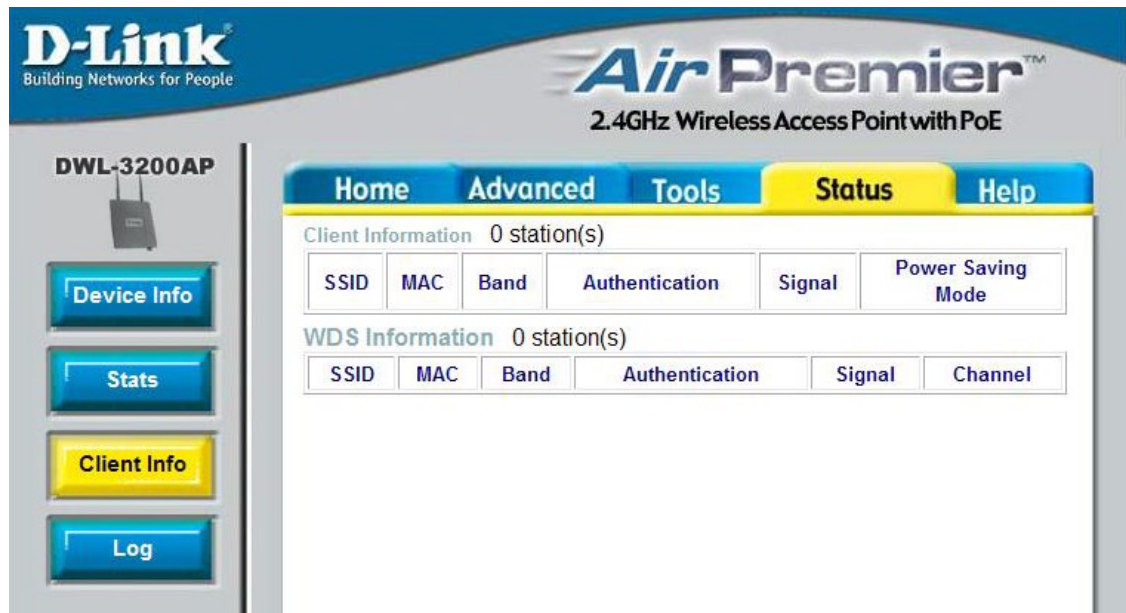 D-Link®
Building Networks for People
Air Premier™
2.4GHz Wireless Access Point with PoE
DWL-3200AP
Home Advanced Tools Status Help
Device Info
Stats
Client Info
Log
Client Information 0 station(s)
SSID MAC Band Authentication Signal Power Saving Mode
WDS Information 0 station(s)
SSID MAC Band Authentication Signal Channel